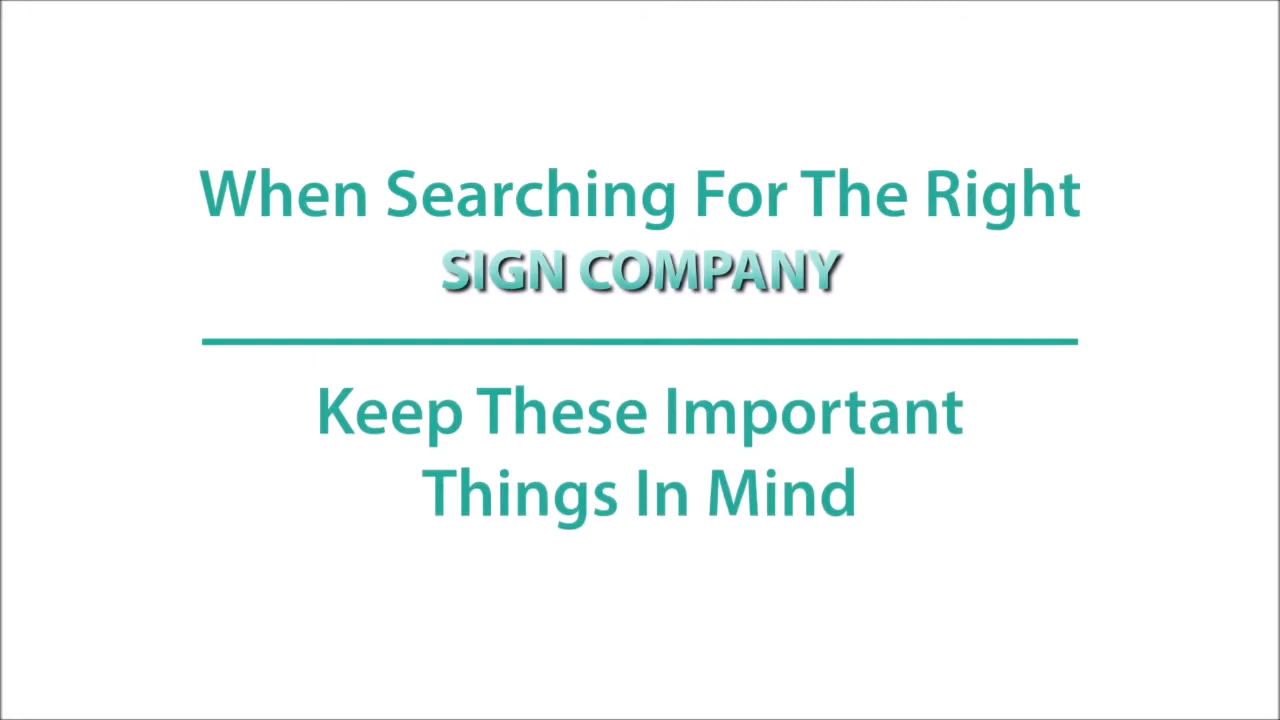 When Searching For The Right
SIGN COMPANY
Keep These Important
Things In Mind